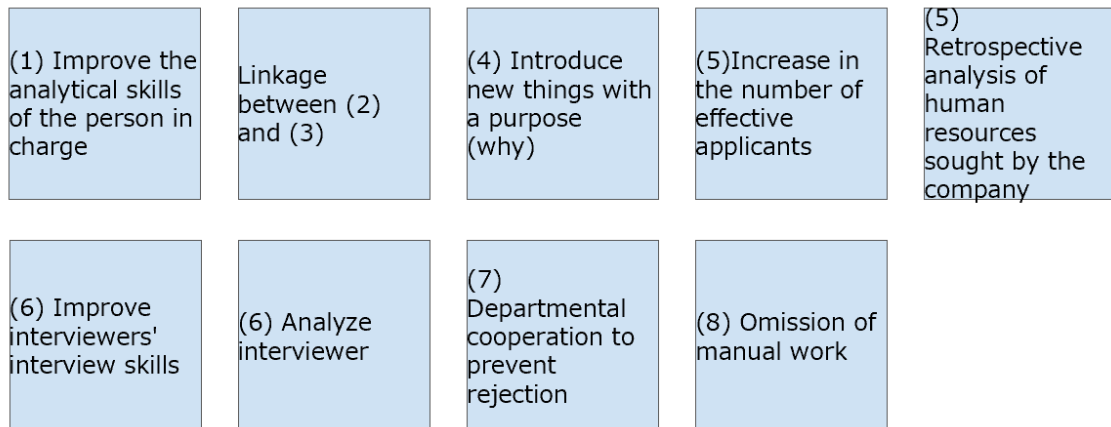 (1) Improve the
analytical skills
of the person in
charge
Linkage
between (2)
and (3)
(4) Introduce
new things with
a purpose
(why)
(5)Increase in
the number of
effective
applicants
(5)
Retrospective
analysis of
human
resources
sought by the
company
(6) Improve
interviewers'
interview skills
(6) Analyze
interviewer
(7)
Departmental
cooperation to
prevent
rejection
(8) Omission of
manual work